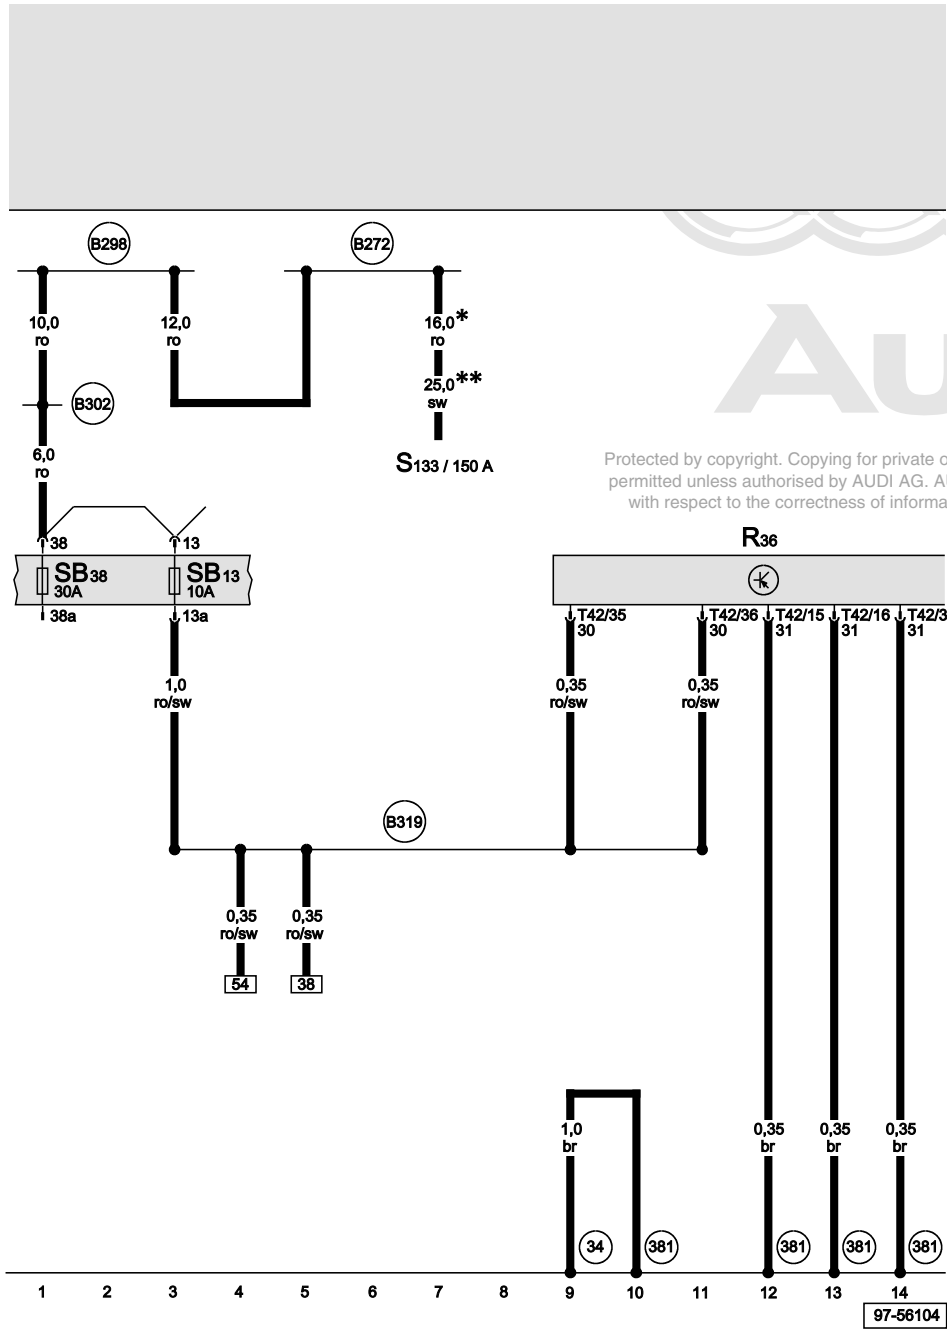 B298
B272
10,0
ro
12,0
ro
16,0*
ro
Au
B302
25,0**
sw
6,0
ro
S133 / 150 A
Protected by copyright. Copying for private o
permitted unless authorised by AUDI AG. A
with respect to the correctness of informa
38
13
R36
SB38
30A
SB13
10A
38a
13a
T42/35
30
T42/36
30
T42/15
31
T42/16
31
T42/3
31
1,0
ro/sw
0,35
ro/sw
0,35
ro/sw
B319
0,35
ro/sw
0,35
ro/sw
54
38
1,0
br
0,35
br
0,35
br
0,35
br
34
381
381
381
381
1 2 3 4 5 6 7 8 9 10 11 12 13 14
97-56104